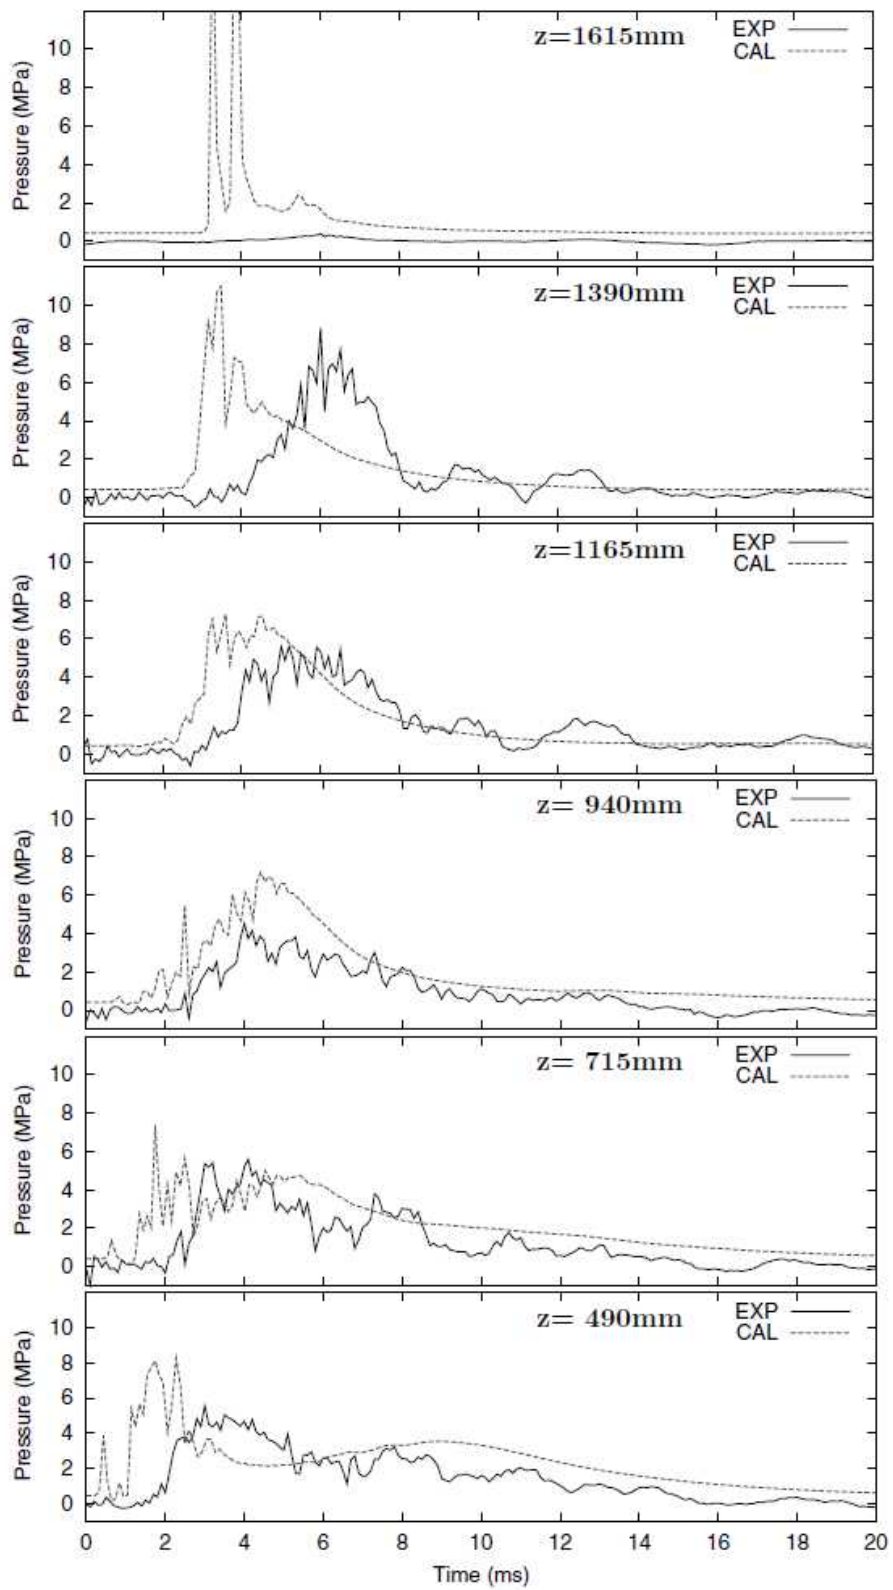 z=1615mm EXP
CAL
10
8
6
4
2
0
Pressure (MPa)
z=1390mm EXP
CAL
10
8
6
4
2
0
Pressure (MPa)
z=1165mm EXP
CAL
10
8
6
4
2
0
Pressure (MPa)
z= 940mm EXP
CAL
10
8
6
4
2
0
Pressure (MPa)
z= 715mm EXP
CAL
10
8
6
4
2
0
Pressure (MPa)
z= 490mm EXP
CAL
10
8
6
4
2
0
Pressure (MPa)
0 2 4 6 8 10 12 14 16 18 20
Time (ms)